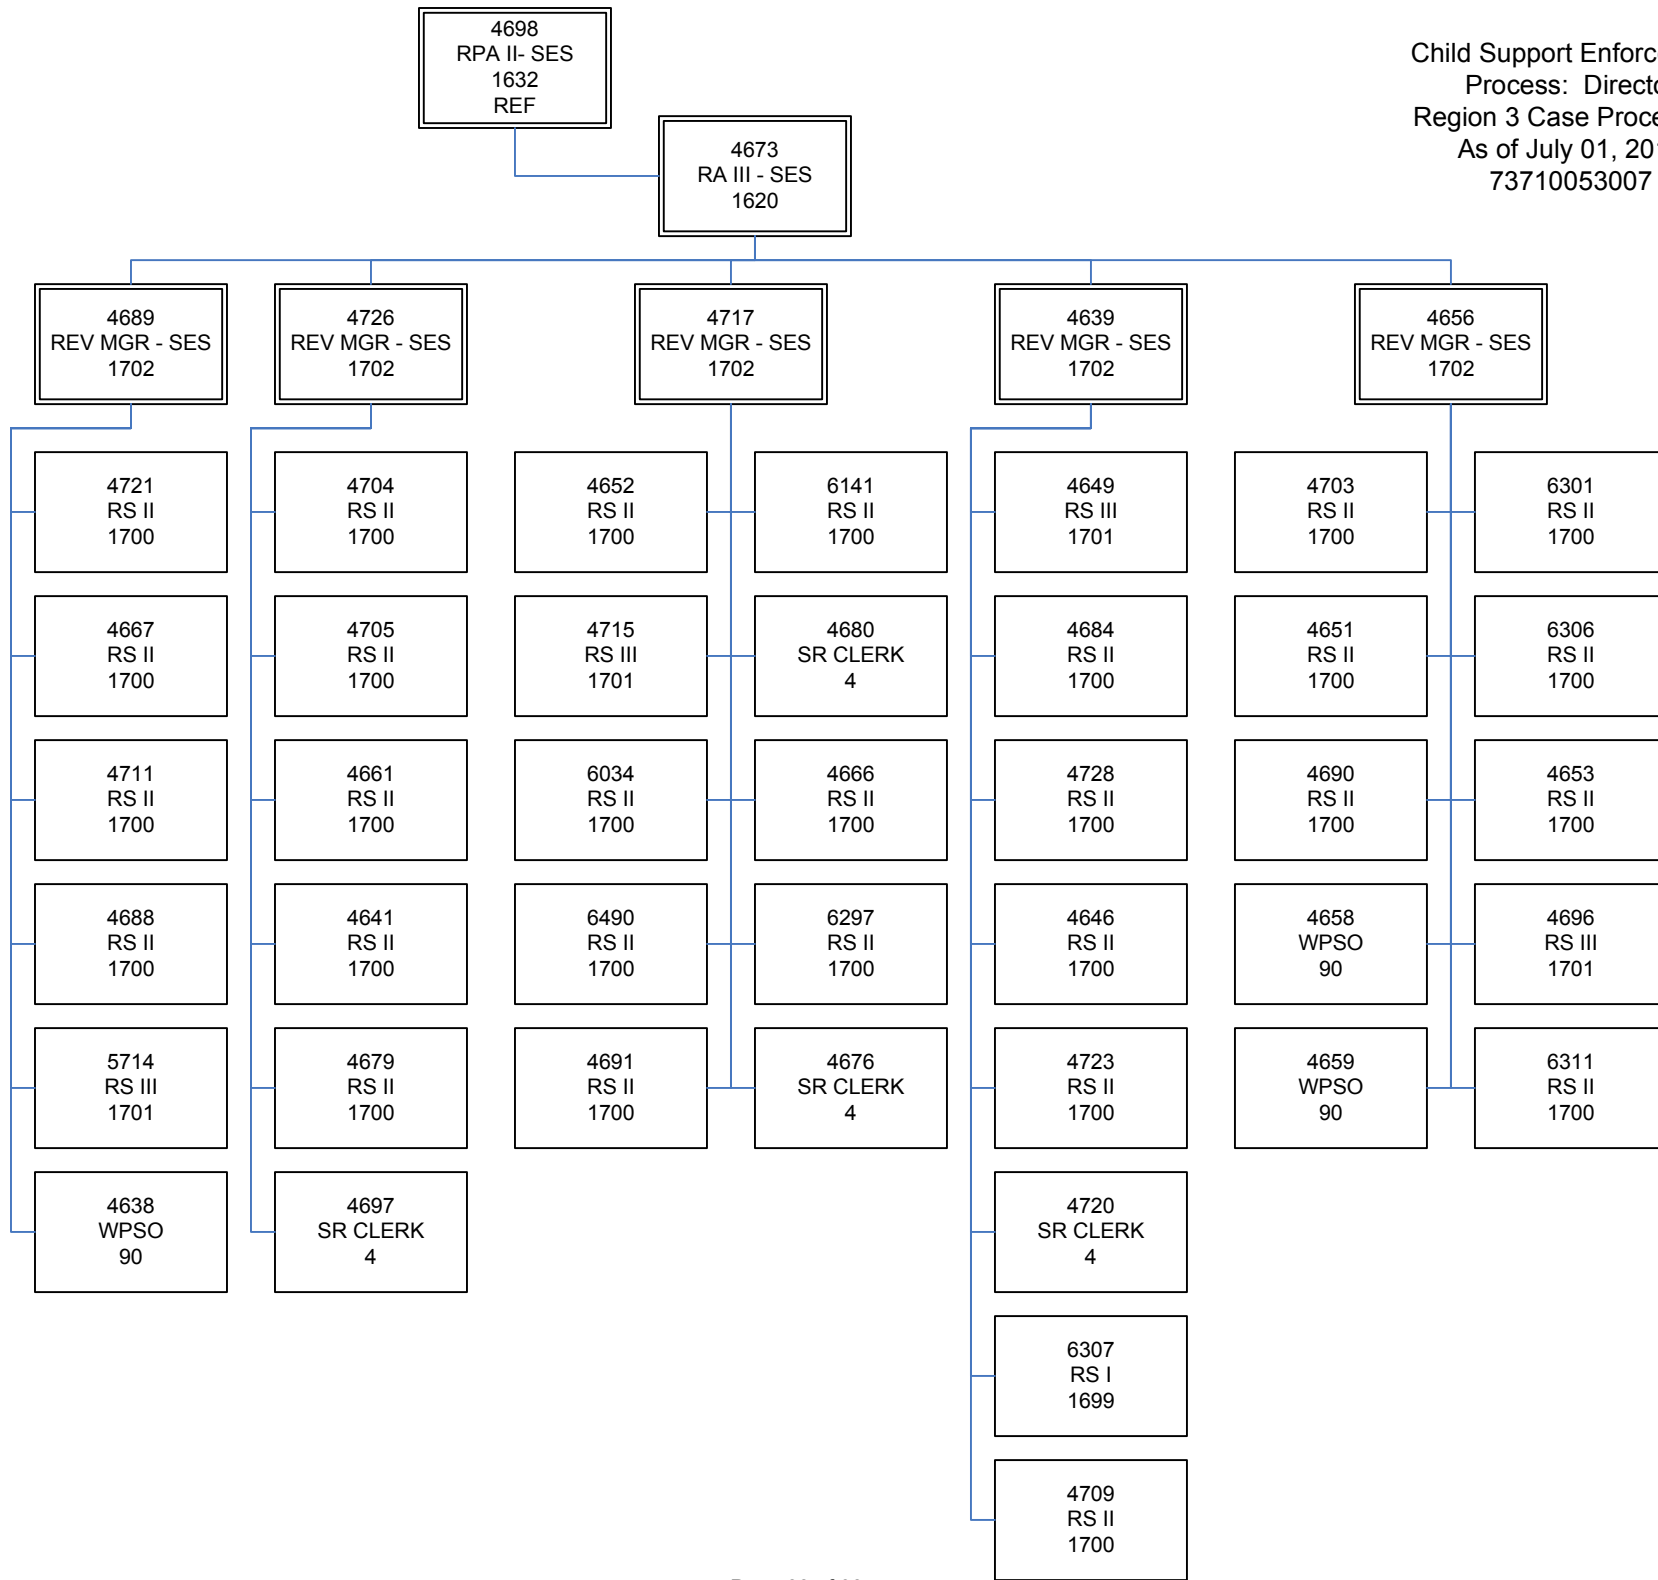 4698
RPA II- SES
1632
REF
4673
RA III - SES
1620
Child Support
Process:
Region 3 Case
As of July 01,
73710053007
4689
REV MGR - SES
1702
4726
REV MGR - SES
1702
4717
REV MGR - SES
1702
4639
REV MGR - SES
1702
4656
REV MGR - SES
1702
4721
RS II
1700
4667
RS II
1700
4711
RS II
1700
4688
RS II
1700
5714
RS III
1701
4638
WPSO
90
4704
RS II
1700
4705
RS II
1700
4661
RS II
1700
4641
RS II
1700
4679
RS II
1700
4697
SR CLERK
4
4652
RS II
1700
4715
RS III
1701
6034
RS II
1700
6490
RS II
1700
4691
RS II
1700
6141
RS II
1700
4680
SR CLERK
4
4666
RS II
1700
6297
RS II
1700
4676
SR CLERK
4
4649
RS III
1701
4684
RS II
1700
4728
RS II
1700
4646
RS II
1700
4723
RS II
1700
4720
SR CLERK
4
6307
RS I
1699
4709
RS II
1700
4703
RS II
1700
4651
RS II
1700
4690
RS II
1700
4658
WPSO
90
4659
WPSO
90
6301
RS II
1700
6306
RS II
1700
4653
RS II
1700
4696
RS III
1701
6311
RS II
1700